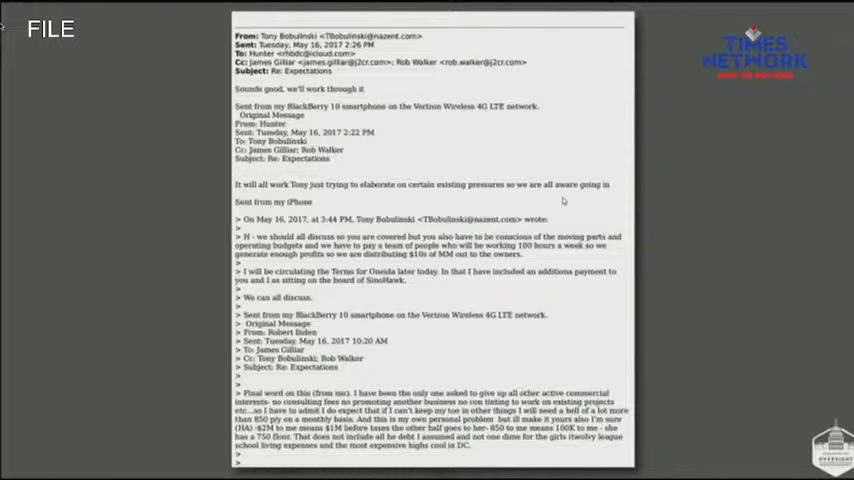 FILE
TIMES
NETWORK
From: Tony Bobulinski <TBobulinski@nazent.com>
Sent: Tuesday, May 16, 2017 2:26 PM
To: Hunter <rhbdc@icloud.com>
Cc: James Gilliar <james.gilliar@j2cr.com>; Rob Walker <rob.walker@j2cr.com>
Subject: Re: Expectations
Sounds good, we'll work through it
Sent from my BlackBerry 10 smartphone on the Verizon Wireless 4G LTE network.
Original Message
From: Hunter
Sent: Tuesday, May 16, 2017 2:22 PM
To: Tony Bobulinski
Cc: James Gilliar; Rob Walker
Subject: Re: Expectations
It will all work Tony just trying to elaborate on certain existing pressures so we are all aware going in
Sent from my iPhone
> On May 16, 2017, at 3:44 PM, Tony Bobulinski <TBobulinski@nazent.com> wrote:
>
> H - we should all discuss so you are covered but you also have to be conscious of the moving parts and
operating budgets and we have to pay a team of people who will be working 100 hours a week so we
generate enough profits so we are distributing $10s of MM out to the owners.
>
> I will be circulating the Terms for Oneida later today. In that I have included an additiona payment to
you and I as sitting on the board of SinoHawk.
>
> We can all discuss.
>
> Sent from my BlackBerry 10 smartphone on the Verizon Wireless 4G LTE network.
> Original Message
> From: Robert Biden
> Sent: Tuesday, May 16, 2017 10:20 AM
> To: James Gilliar
> Cc: Tony Bobulinski; Rob Walker
> Subject: Re: Expectations
>
>
> Final word on this (from me). I have been the only one asked to give up all other active commercial
interests- no consulting fees no promoting another business no con tinting to work on existing projects
etc...so I have to admit I do expect that if I can't keep my toe in other things I will need a hell of a lot more
than 850 p/y on a monthly basis. And this is my own personal problem but ill make it yours also I'm sure
(HA) -$2M to me means $1M before taxes the other half goes to her- 850 to me means 100K to me - she
has a 750 floor. That does not include all he debt I assumed and not one dime for the girls (twolvy league
school living expenses and the most expensive highs cool in DC.
>
>
OVERSIGHT